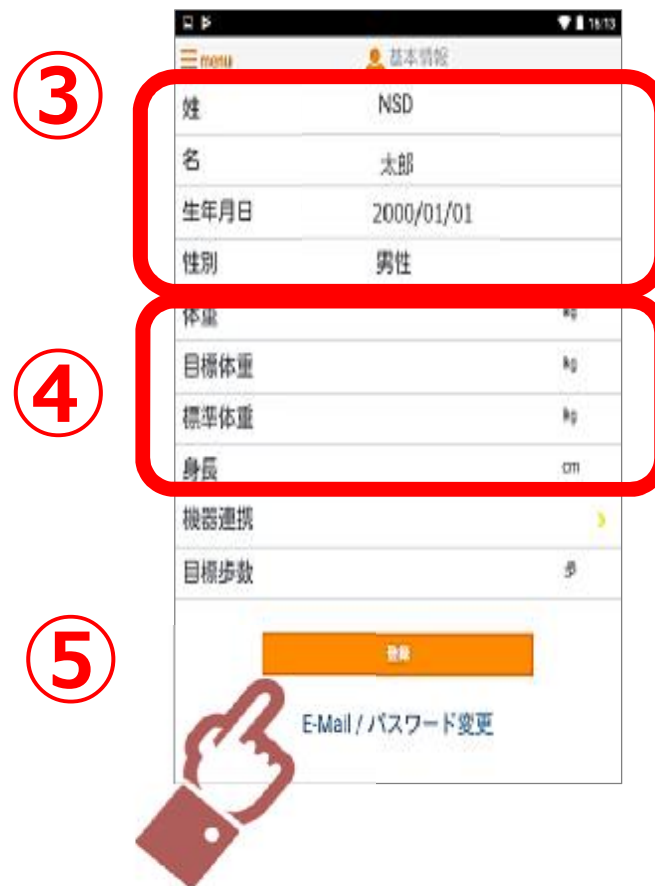 16:13
menu 基本情報
③
姓 NSD
名 太郎
生年月日 2000/01/01
性別 男性
体重 kg
④
目標体重 kg
標準体重 kg
身長 cm
機器連携 >
目標歩数 歩
⑤
登録
E-Mail / パスワード変更